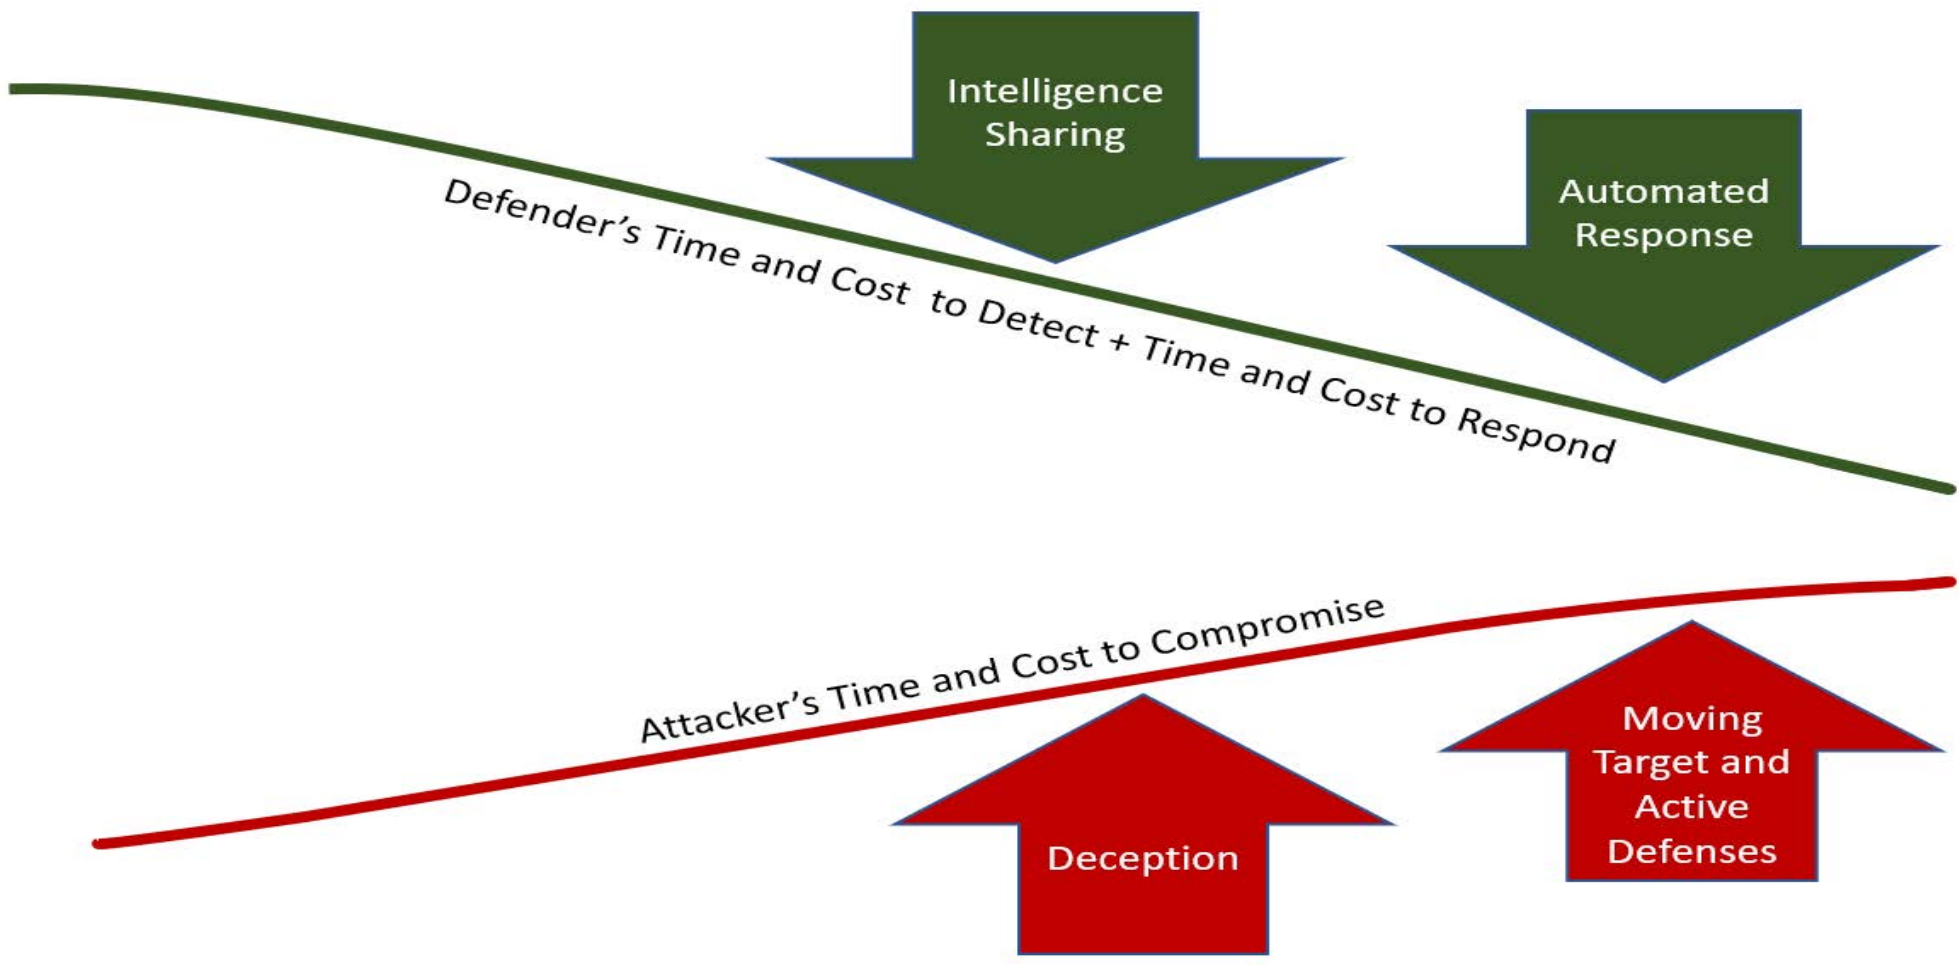 Intelligence
Sharing
Automated
Response
Defender’s Time and Cost  to Detect + Time and Cost to Respond
Attacker’s Time and Cost to Compromise
Deception
Moving
Target and
Active
Defenses